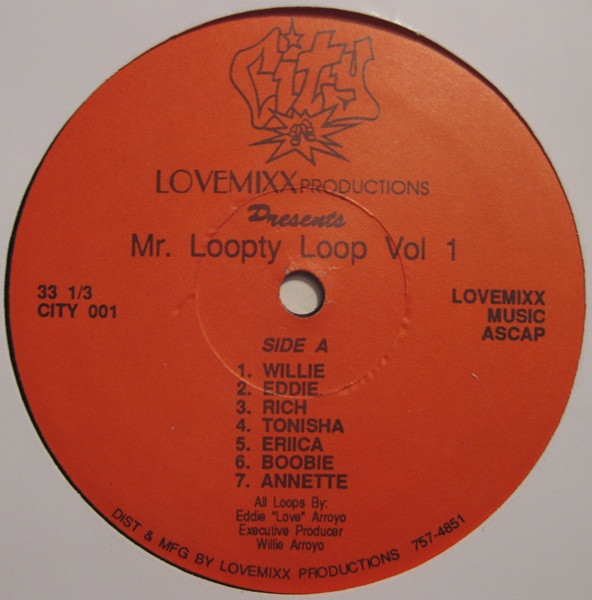 City
LOVEMIXX PRODUCTIONS
Presents
Mr. Loopty Loop Vol 1
33 1/3
CITY 001
LOVEMIXX
MUSIC
ASCAP
SIDE A
1. WILLIE
2. EDDIE
3. RICH
4. TONISHA
5. ERIICA
6. BOOBIE
7. ANNETTE
All Loops By:
Eddie "Love" Arroyo
Executive Producer
Willie Arroyo
DIST & MFG BY LOVEMIXX PRODUCTIONS 757-4851